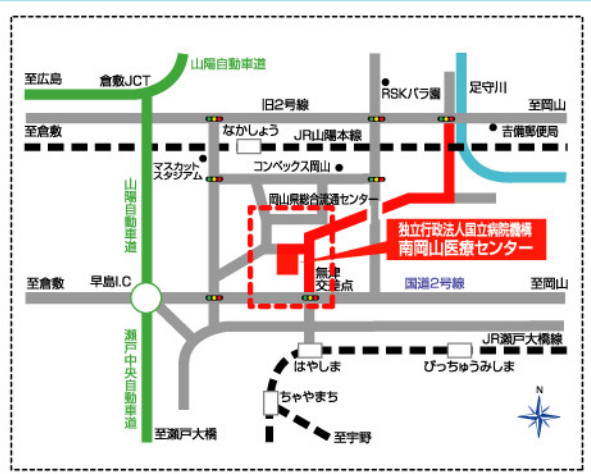 山陽自動車道
至広島
倉敷JCT
足守川
RSKバラ園
旧2号線
至岡山
至倉敷
なかしょう
JR山陽本線
吉備郵便局
マスカット
スタジアム
コンベックス岡山
山陽自動車道
岡山県総合流通センター
独立行政法人国立病院機構
南岡山医療センター
無津
交差点
至倉敷
早島I.C
国道2号線
至岡山
瀬戸中央自動車道
JR瀬戸大橋線
はやしま
びっちゅうみしま
ちゃやまち
至瀬戸大橋
至宇野
N